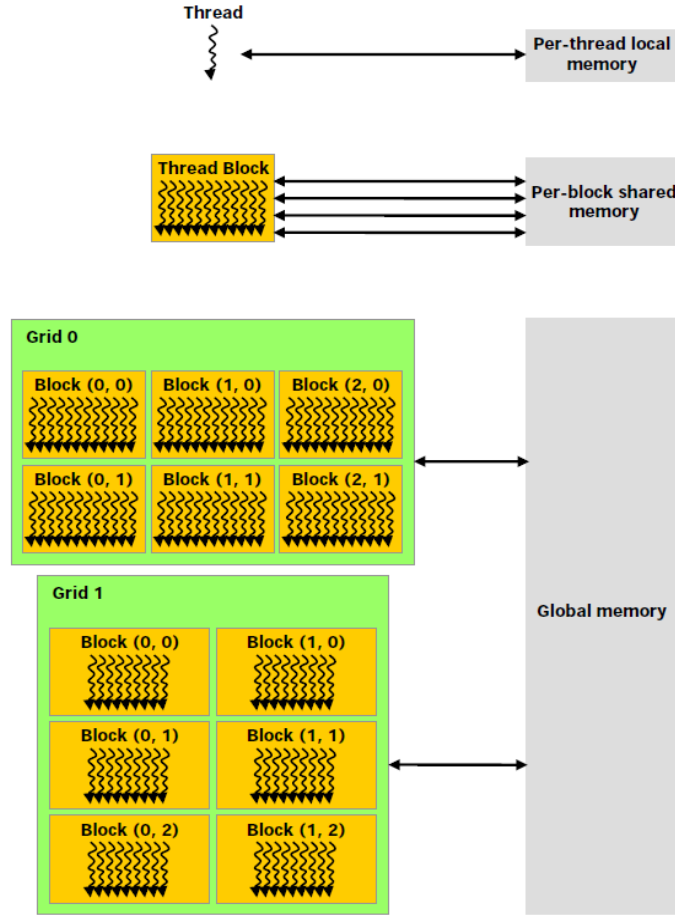 Thread
Per-thread local
memory
Thread Block
Per-block shared
memory
Grid 0
Block (0, 0)
Block (1, 0)
Block (2, 0)
Block (0, 1)
Block (1, 1)
Block (2, 1)
Grid 1
Block (0, 0)
Block (1, 0)
Block (0, 1)
Block (1, 1)
Block (0, 2)
Block (1, 2)
Global memory